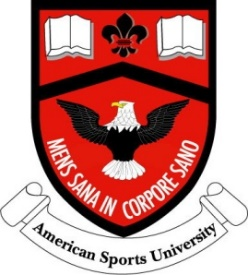 MENS SANA IN CORPORE SANO
American Sports University